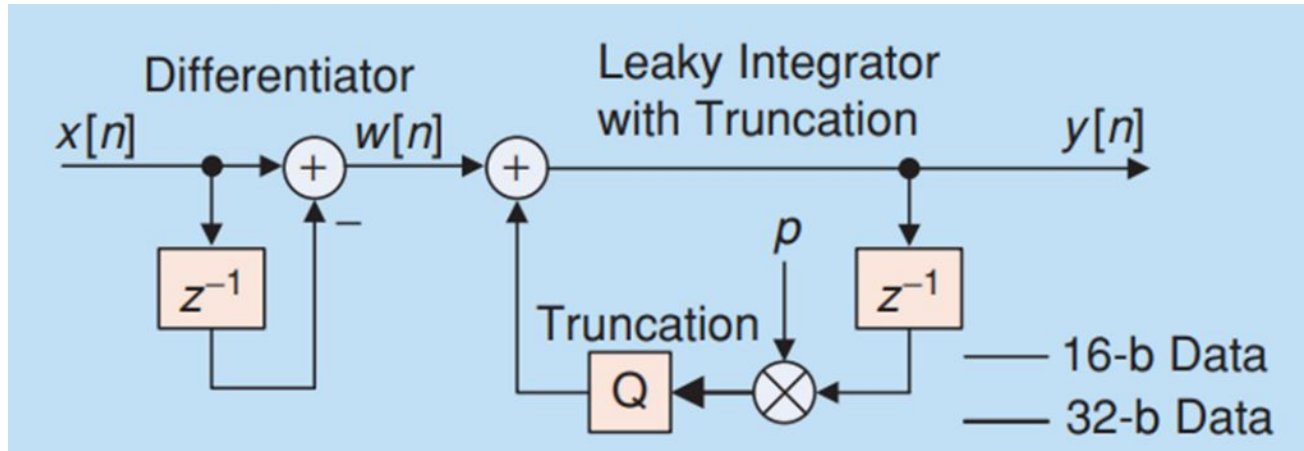 Differentiator
Leaky Integrator
with Truncation
x[n]
w[n]
y[n]
+
+
−
p
z⁻¹
z⁻¹
Truncation
Q
16-b Data
32-b Data